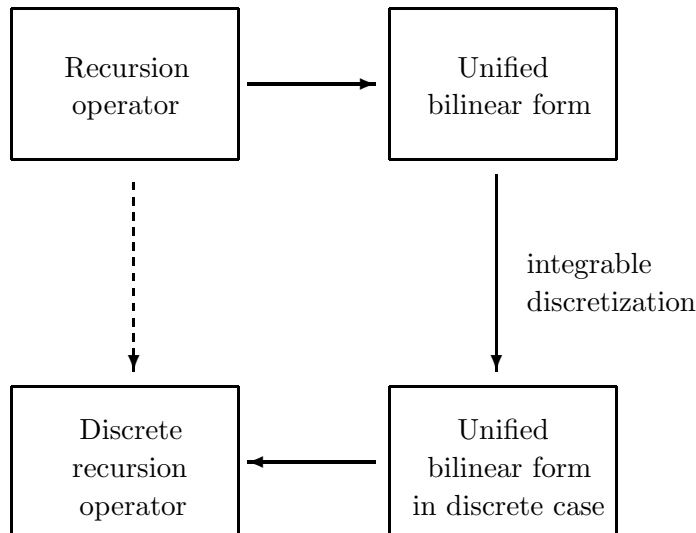 Recursion
operator
Unified
bilinear form
integrable
discretization
Discrete
recursion
operator
Unified
bilinear form
in discrete case